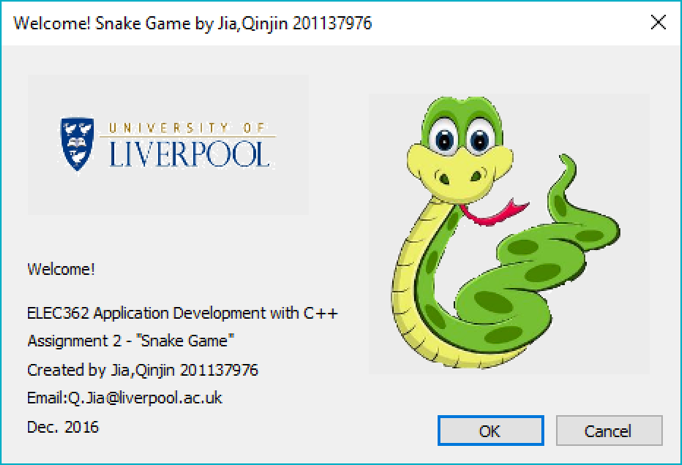 Welcome! Snake Game by Jia,Qinjin 201137976
UNIVERSITY OF
LIVERPOOL
Welcome!
ELEC362 Application Development with C++
Assignment 2 - "Snake Game"
Created by Jia,Qinjin 201137976
Email:Q.Jia@liverpool.ac.uk
Dec. 2016
OK
Cancel